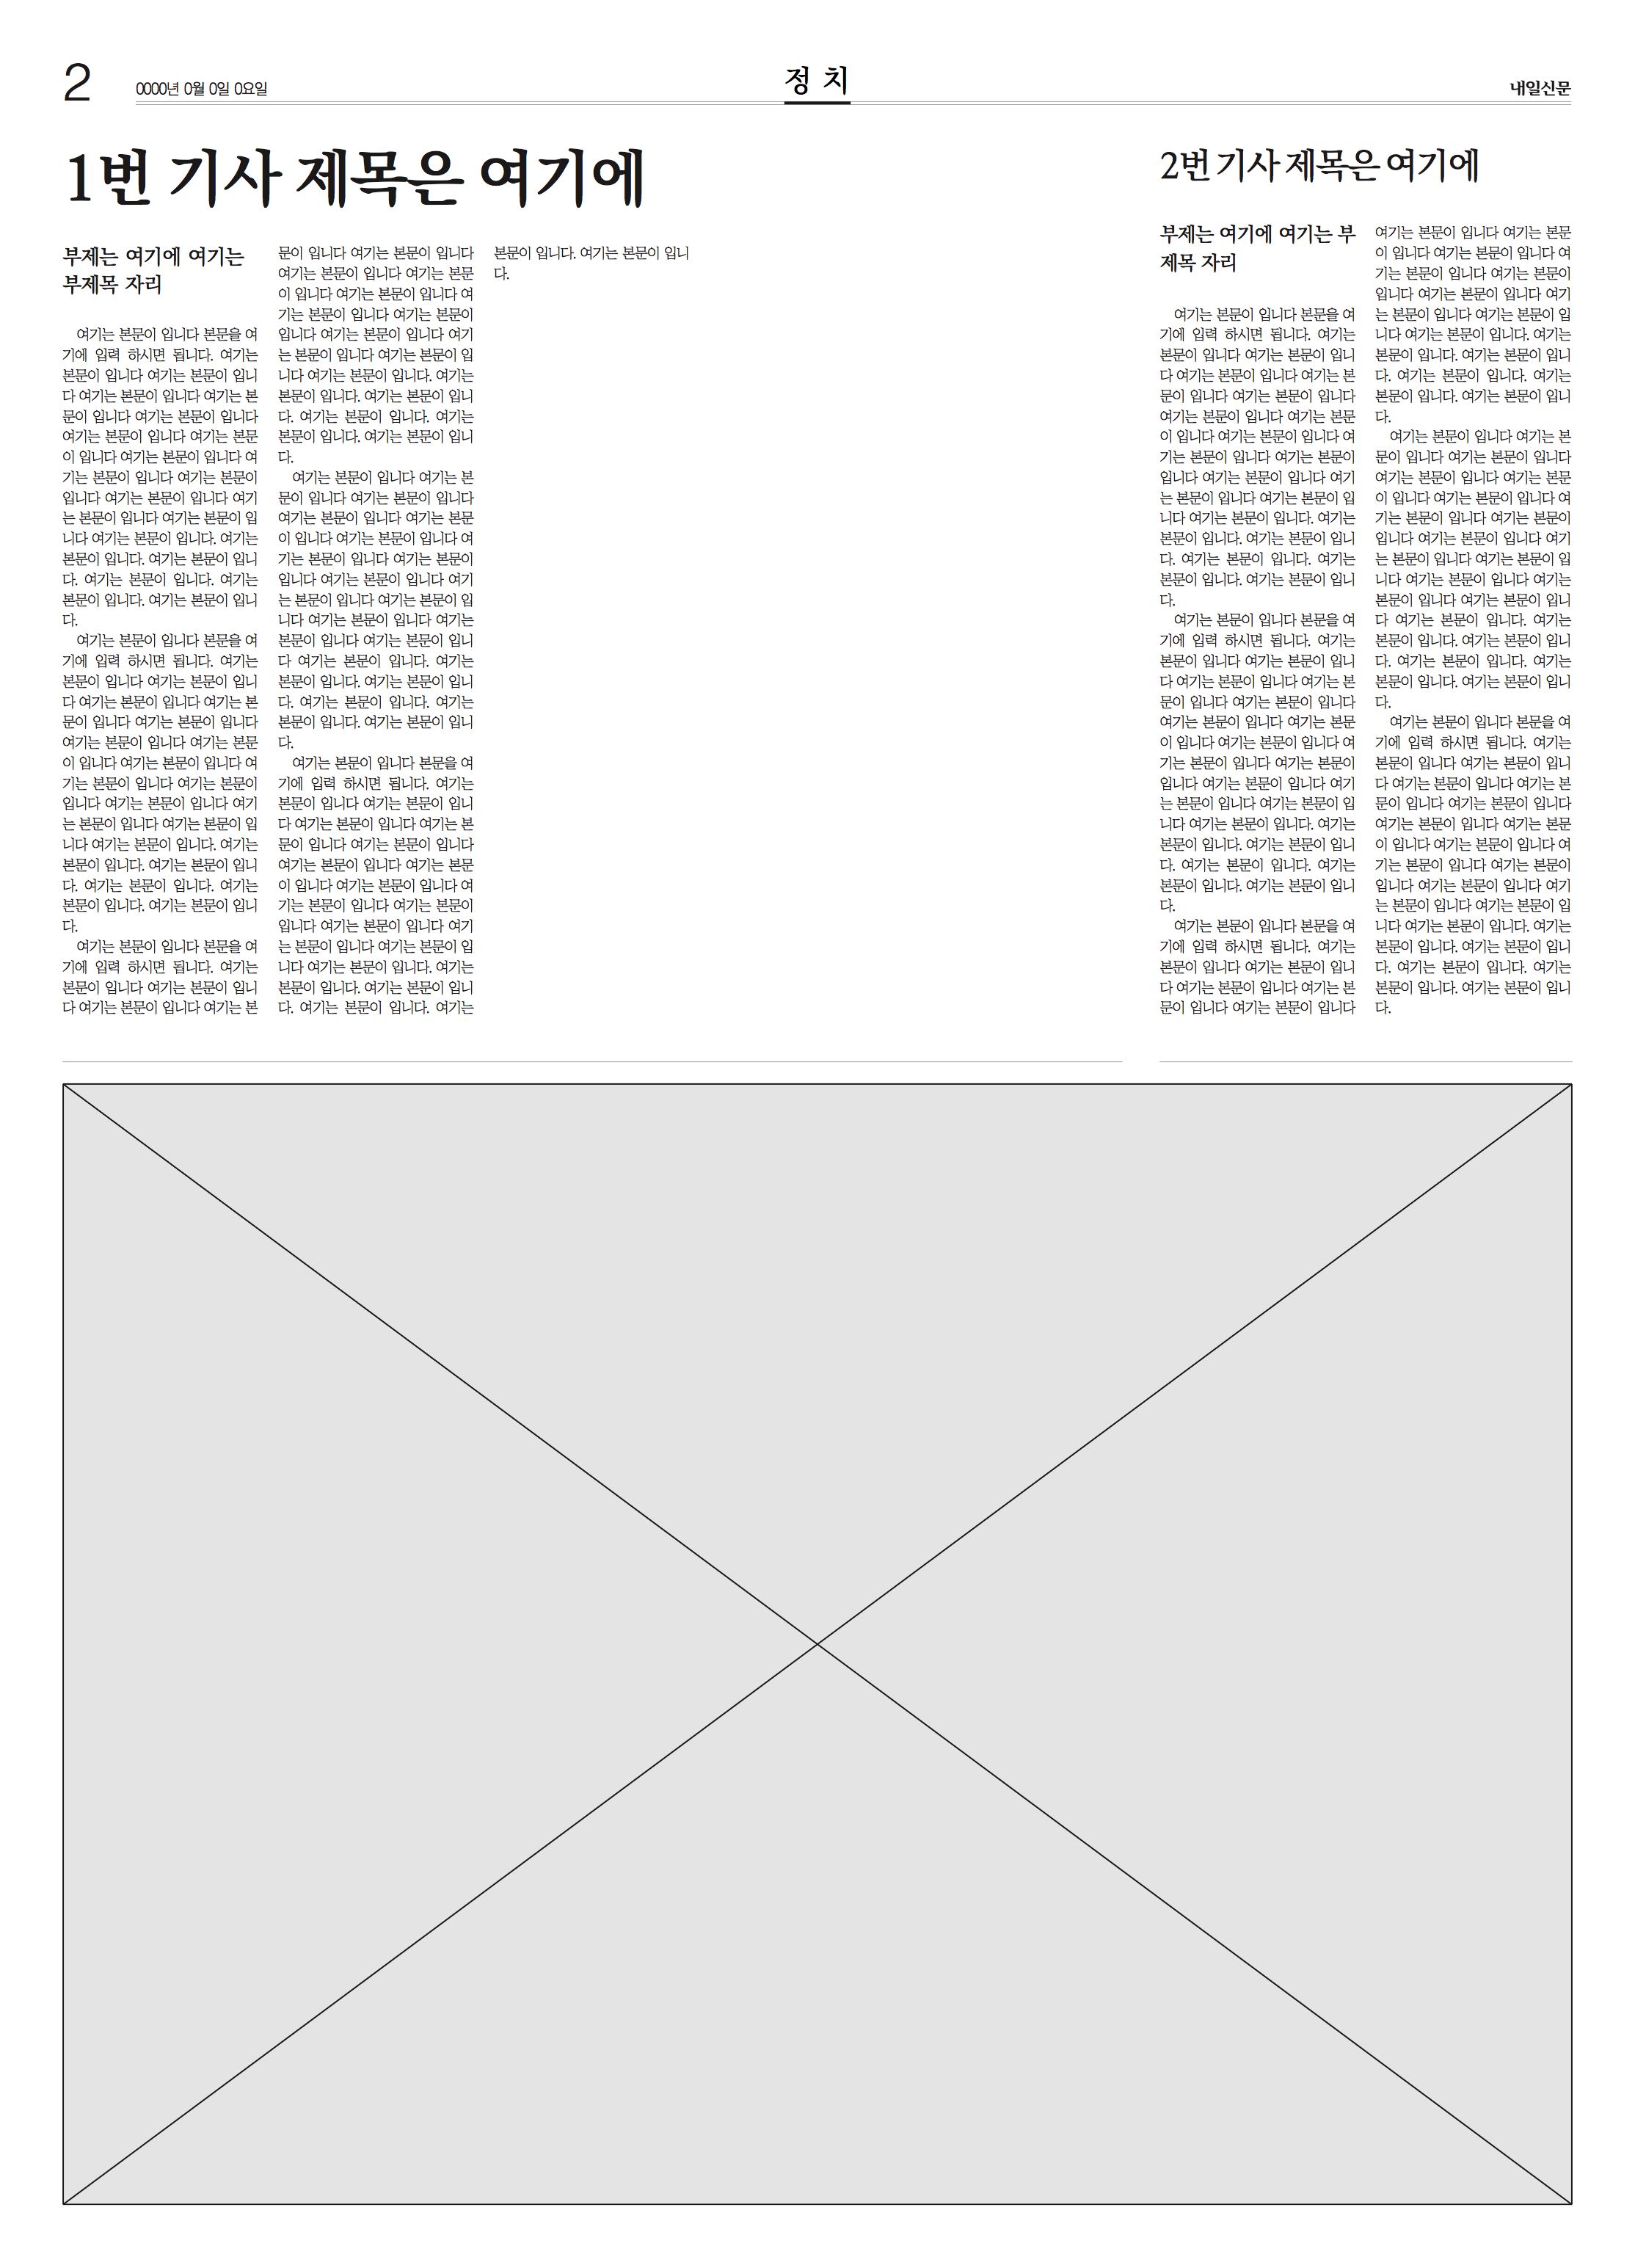 2
0000년 0월 0일 0요일
정 치
내일신문
1번 기사 제목은 여기에
부제는 여기에 여기는
부제목 자리
여기는 본문이 입니다 본문을 여
기에 입력 하시면 됩니다. 여기는
본문이 입니다 여기는 본문이 입니
다 여기는 본문이 입니다 여기는 본
문이 입니다 여기는 본문이 입니다
여기는 본문이 입니다 여기는 본문
이 입니다 여기는 본문이 입니다 여
기는 본문이 입니다 여기는 본문이
입니다 여기는 본문이 입니다 여기
는 본문이 입니다 여기는 본문이 입
니다 여기는 본문이 입니다. 여기는
본문이 입니다. 여기는 본문이 입니
다. 여기는 본문이 입니다. 여기는
본문이 입니다. 여기는 본문이 입니
다.
여기는 본문이 입니다 본문을 여
기에 입력 하시면 됩니다. 여기는
본문이 입니다 여기는 본문이 입니
다 여기는 본문이 입니다 여기는 본
문이 입니다 여기는 본문이 입니다
여기는 본문이 입니다 여기는 본문
이 입니다 여기는 본문이 입니다 여
기는 본문이 입니다 여기는 본문이
입니다 여기는 본문이 입니다 여기
는 본문이 입니다 여기는 본문이 입
니다 여기는 본문이 입니다. 여기는
본문이 입니다. 여기는 본문이 입니
다. 여기는 본문이 입니다. 여기는
본문이 입니다. 여기는 본문이 입니
다.
여기는 본문이 입니다 본문을 여
기에 입력 하시면 됩니다. 여기는
본문이 입니다 여기는 본문이 입니
다 여기는 본문이 입니다 여기는 본
문이 입니다 여기는 본문이 입니다
여기는 본문이 입니다 여기는 본문
이 입니다 여기는 본문이 입니다 여
기는 본문이 입니다 여기는 본문이
입니다 여기는 본문이 입니다 여기
는 본문이 입니다 여기는 본문이 입
니다 여기는 본문이 입니다. 여기는
본문이 입니다. 여기는 본문이 입니
다. 여기는 본문이 입니다. 여기는
본문이 입니다. 여기는 본문이 입니
다.
여기는 본문이 입니다 여기는 본
문이 입니다 여기는 본문이 입니다
여기는 본문이 입니다 여기는 본문
이 입니다 여기는 본문이 입니다 여
기는 본문이 입니다 여기는 본문이
입니다 여기는 본문이 입니다 여기
는 본문이 입니다 여기는 본문이 입
니다 여기는 본문이 입니다 여기는
본문이 입니다 여기는 본문이 입니
다 여기는 본문이 입니다. 여기는
본문이 입니다. 여기는 본문이 입니
다. 여기는 본문이 입니다. 여기는
본문이 입니다. 여기는 본문이 입니
다.
여기는 본문이 입니다 본문을 여
기에 입력 하시면 됩니다. 여기는
본문이 입니다 여기는 본문이 입니
다 여기는 본문이 입니다 여기는 본
문이 입니다 여기는 본문이 입니다
여기는 본문이 입니다 여기는 본문
이 입니다 여기는 본문이 입니다 여
기는 본문이 입니다 여기는 본문이
입니다 여기는 본문이 입니다 여기
는 본문이 입니다 여기는 본문이 입
니다 여기는 본문이 입니다. 여기는
본문이 입니다. 여기는 본문이 입니
다. 여기는 본문이 입니다. 여기는
본문이 입니다. 여기는 본문이 입니
다.
2번 기사 제목은 여기에
부제는 여기에 여기는 부
제목 자리
여기는 본문이 입니다 본문을 여
기에 입력 하시면 됩니다. 여기는
본문이 입니다 여기는 본문이 입니
다 여기는 본문이 입니다 여기는 본
문이 입니다 여기는 본문이 입니다
여기는 본문이 입니다 여기는 본문
이 입니다 여기는 본문이 입니다 여
기는 본문이 입니다 여기는 본문이
입니다 여기는 본문이 입니다 여기
는 본문이 입니다 여기는 본문이 입
니다 여기는 본문이 입니다. 여기는
본문이 입니다. 여기는 본문이 입니
다. 여기는 본문이 입니다. 여기는
본문이 입니다. 여기는 본문이 입니
다.
여기는 본문이 입니다 본문을 여
기에 입력 하시면 됩니다. 여기는
본문이 입니다 여기는 본문이 입니
다 여기는 본문이 입니다 여기는 본
문이 입니다 여기는 본문이 입니다
여기는 본문이 입니다 여기는 본문
이 입니다 여기는 본문이 입니다 여
기는 본문이 입니다 여기는 본문이
입니다 여기는 본문이 입니다 여기
는 본문이 입니다 여기는 본문이 입
니다 여기는 본문이 입니다. 여기는
본문이 입니다. 여기는 본문이 입니
다. 여기는 본문이 입니다. 여기는
본문이 입니다. 여기는 본문이 입니
다.
여기는 본문이 입니다 본문을 여
기에 입력 하시면 됩니다. 여기는
본문이 입니다 여기는 본문이 입니
다 여기는 본문이 입니다 여기는 본
문이 입니다 여기는 본문이 입니다
여기는 본문이 입니다 여기는 본문
이 입니다 여기는 본문이 입니다 여
기는 본문이 입니다 여기는 본문이
입니다 여기는 본문이 입니다 여기
는 본문이 입니다 여기는 본문이 입
니다 여기는 본문이 입니다. 여기는
본문이 입니다. 여기는 본문이 입니
다. 여기는 본문이 입니다. 여기는
본문이 입니다. 여기는 본문이 입니
다.
여기는 본문이 입니다 여기는 본
문이 입니다 여기는 본문이 입니다
여기는 본문이 입니다 여기는 본문
이 입니다 여기는 본문이 입니다 여
기는 본문이 입니다 여기는 본문이
입니다 여기는 본문이 입니다 여기
는 본문이 입니다 여기는 본문이 입
니다 여기는 본문이 입니다 여기는
본문이 입니다 여기는 본문이 입니
다 여기는 본문이 입니다. 여기는
본문이 입니다. 여기는 본문이 입니
다. 여기는 본문이 입니다. 여기는
본문이 입니다. 여기는 본문이 입니
다.
여기는 본문이 입니다 본문을 여
기에 입력 하시면 됩니다. 여기는
본문이 입니다 여기는 본문이 입니
다 여기는 본문이 입니다 여기는 본
문이 입니다 여기는 본문이 입니다
여기는 본문이 입니다 여기는 본문
이 입니다 여기는 본문이 입니다 여
기는 본문이 입니다 여기는 본문이
입니다 여기는 본문이 입니다 여기
는 본문이 입니다 여기는 본문이 입
니다 여기는 본문이 입니다. 여기는
본문이 입니다. 여기는 본문이 입니
다. 여기는 본문이 입니다. 여기는
본문이 입니다. 여기는 본문이 입니
다.